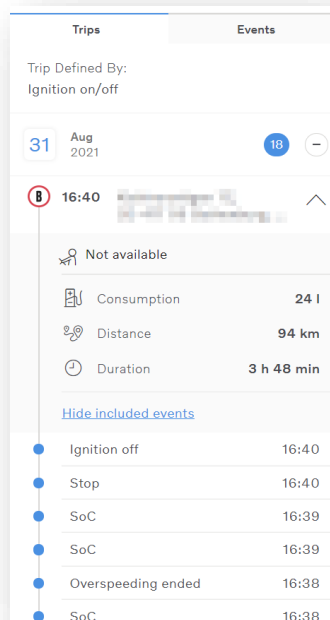 Trips
Events
Trip Defined By:
Ignition on/off
31
Aug
2021
18
B
16:40
Not available
Consumption
24 l
Distance
94 km
Duration
3 h 48 min
Hide included events
Ignition off
16:40
Stop
16:40
SoC
16:39
SoC
16:39
Overspeeding ended
16:38
SoC
16:38